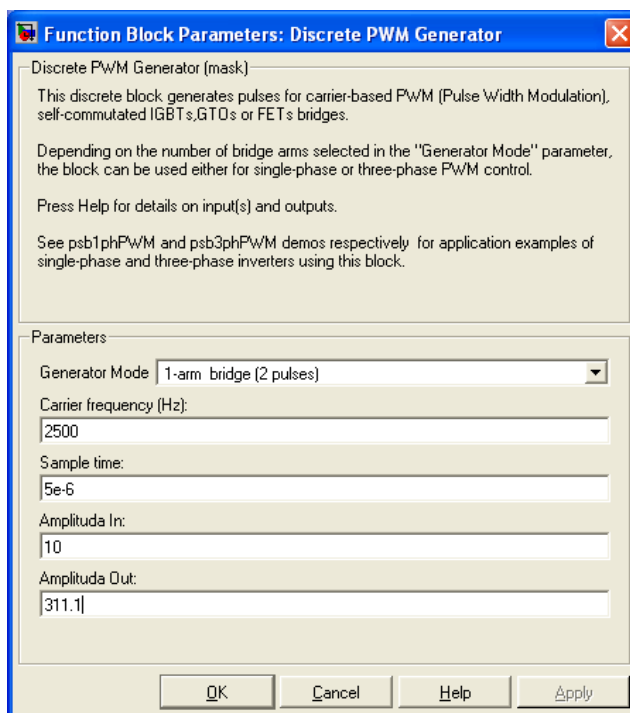 Function Block Parameters: Discrete PWM Generator
Discrete PWM Generator (mask)
This discrete block generates pulses for carrier-based PWM (Pulse Width Modulation),
self-commutated IGBTs,GTOs or FETs bridges.
Depending on the number of bridge arms selected in the "Generator Mode" parameter,
the block can be used either for single-phase or three-phase PWM control.
Press Help for details on input(s) and outputs.
See psb1phPWM and psb3phPWM demos respectively  for application examples of
single-phase and three-phase inverters using this block.
Parameters
Generator Mode 1-arm  bridge (2 pulses)
Carrier frequency (Hz):
2500
Sample time:
5e-6
Amplituda In:
10
Amplituda Out:
311.1
OK Cancel Help Apply